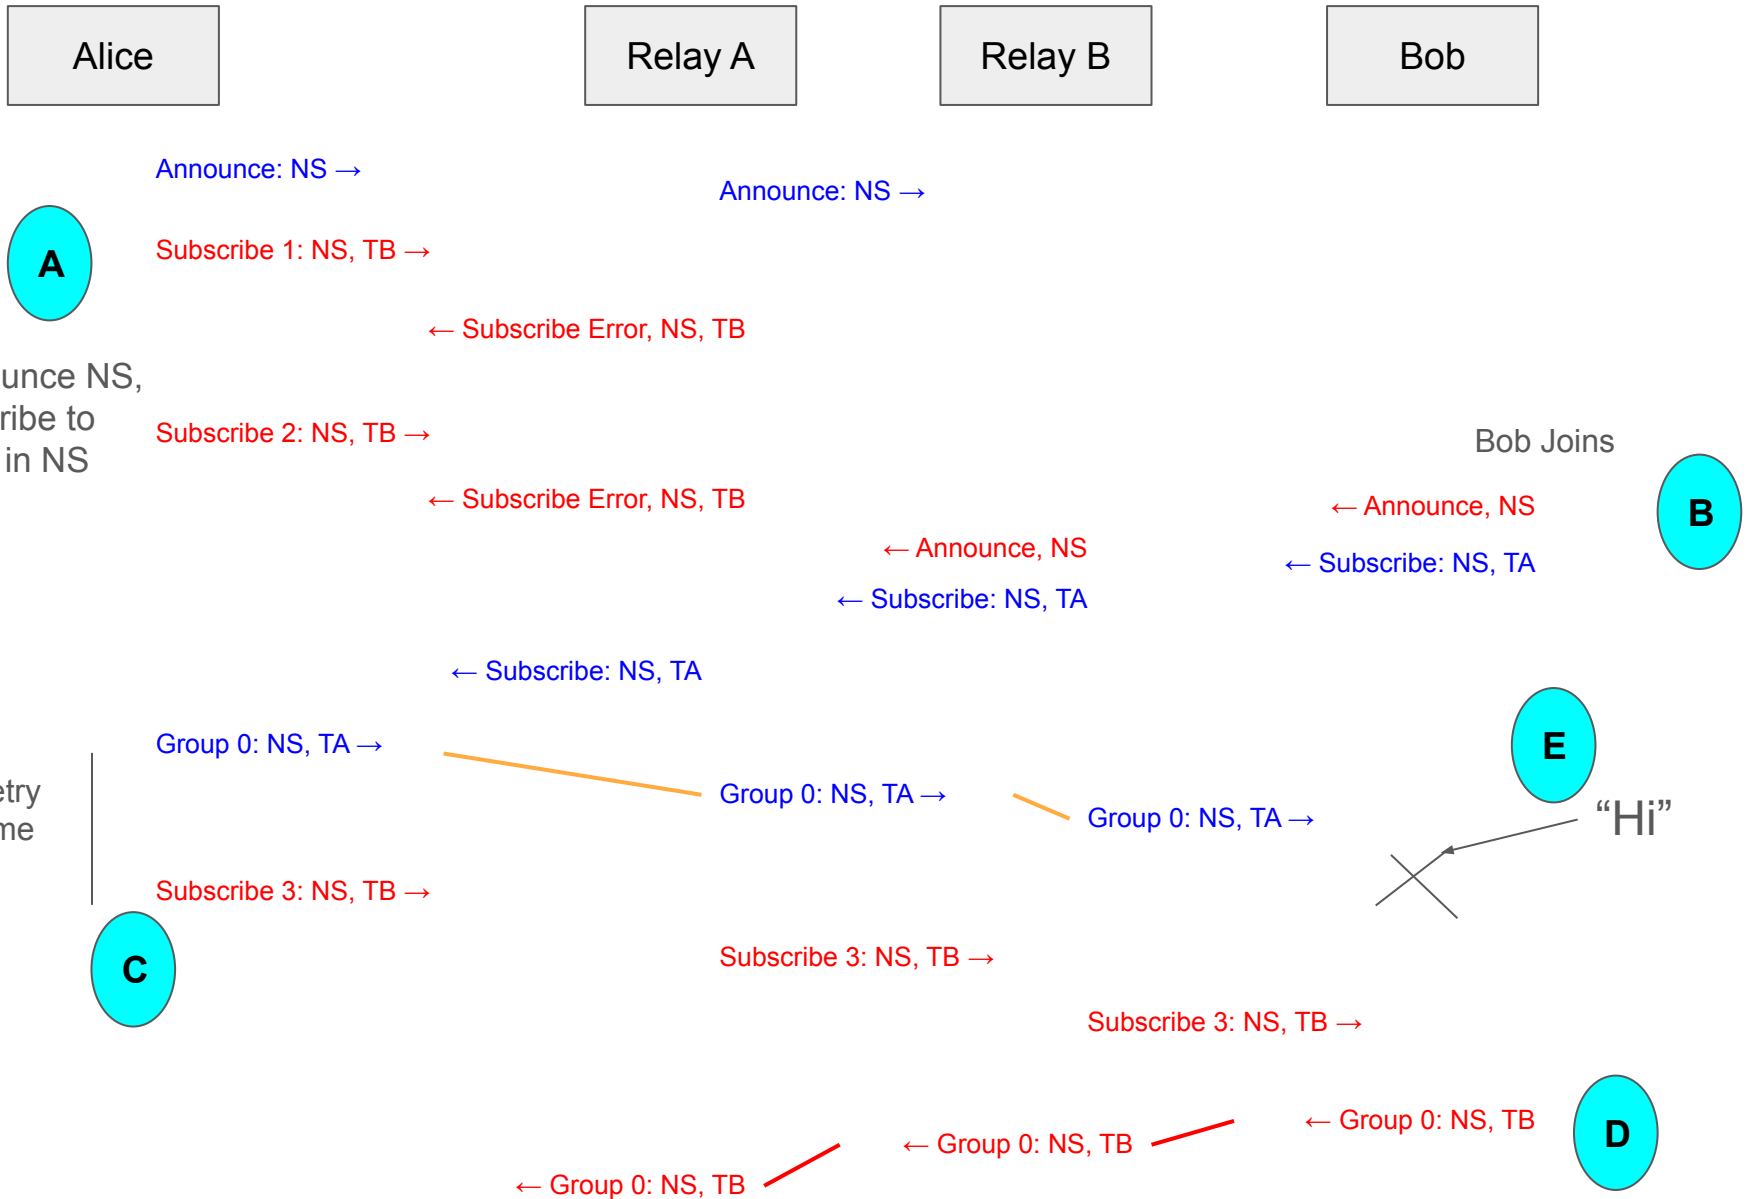 Alice
Relay A
Relay B
Bob
Announce: NS →
Announce: NS →
A
Subscribe 1: NS, TB →
← Subscribe Error, NS, TB
unce NS,
ribe to
in NS
Subscribe 2: NS, TB →
Bob Joins
← Subscribe Error, NS, TB
← Announce, NS
B
← Announce, NS
← Subscribe: NS, TA
← Subscribe: NS, TA
← Subscribe: NS, TA
Group 0: NS, TA →
E
etry
me
Group 0: NS, TA →
Group 0: NS, TA →
“Hi”
Subscribe 3: NS, TB →
C
Subscribe 3: NS, TB →
Subscribe 3: NS, TB →
← Group 0: NS, TB
D
← Group 0: NS, TB
← Group 0: NS, TB